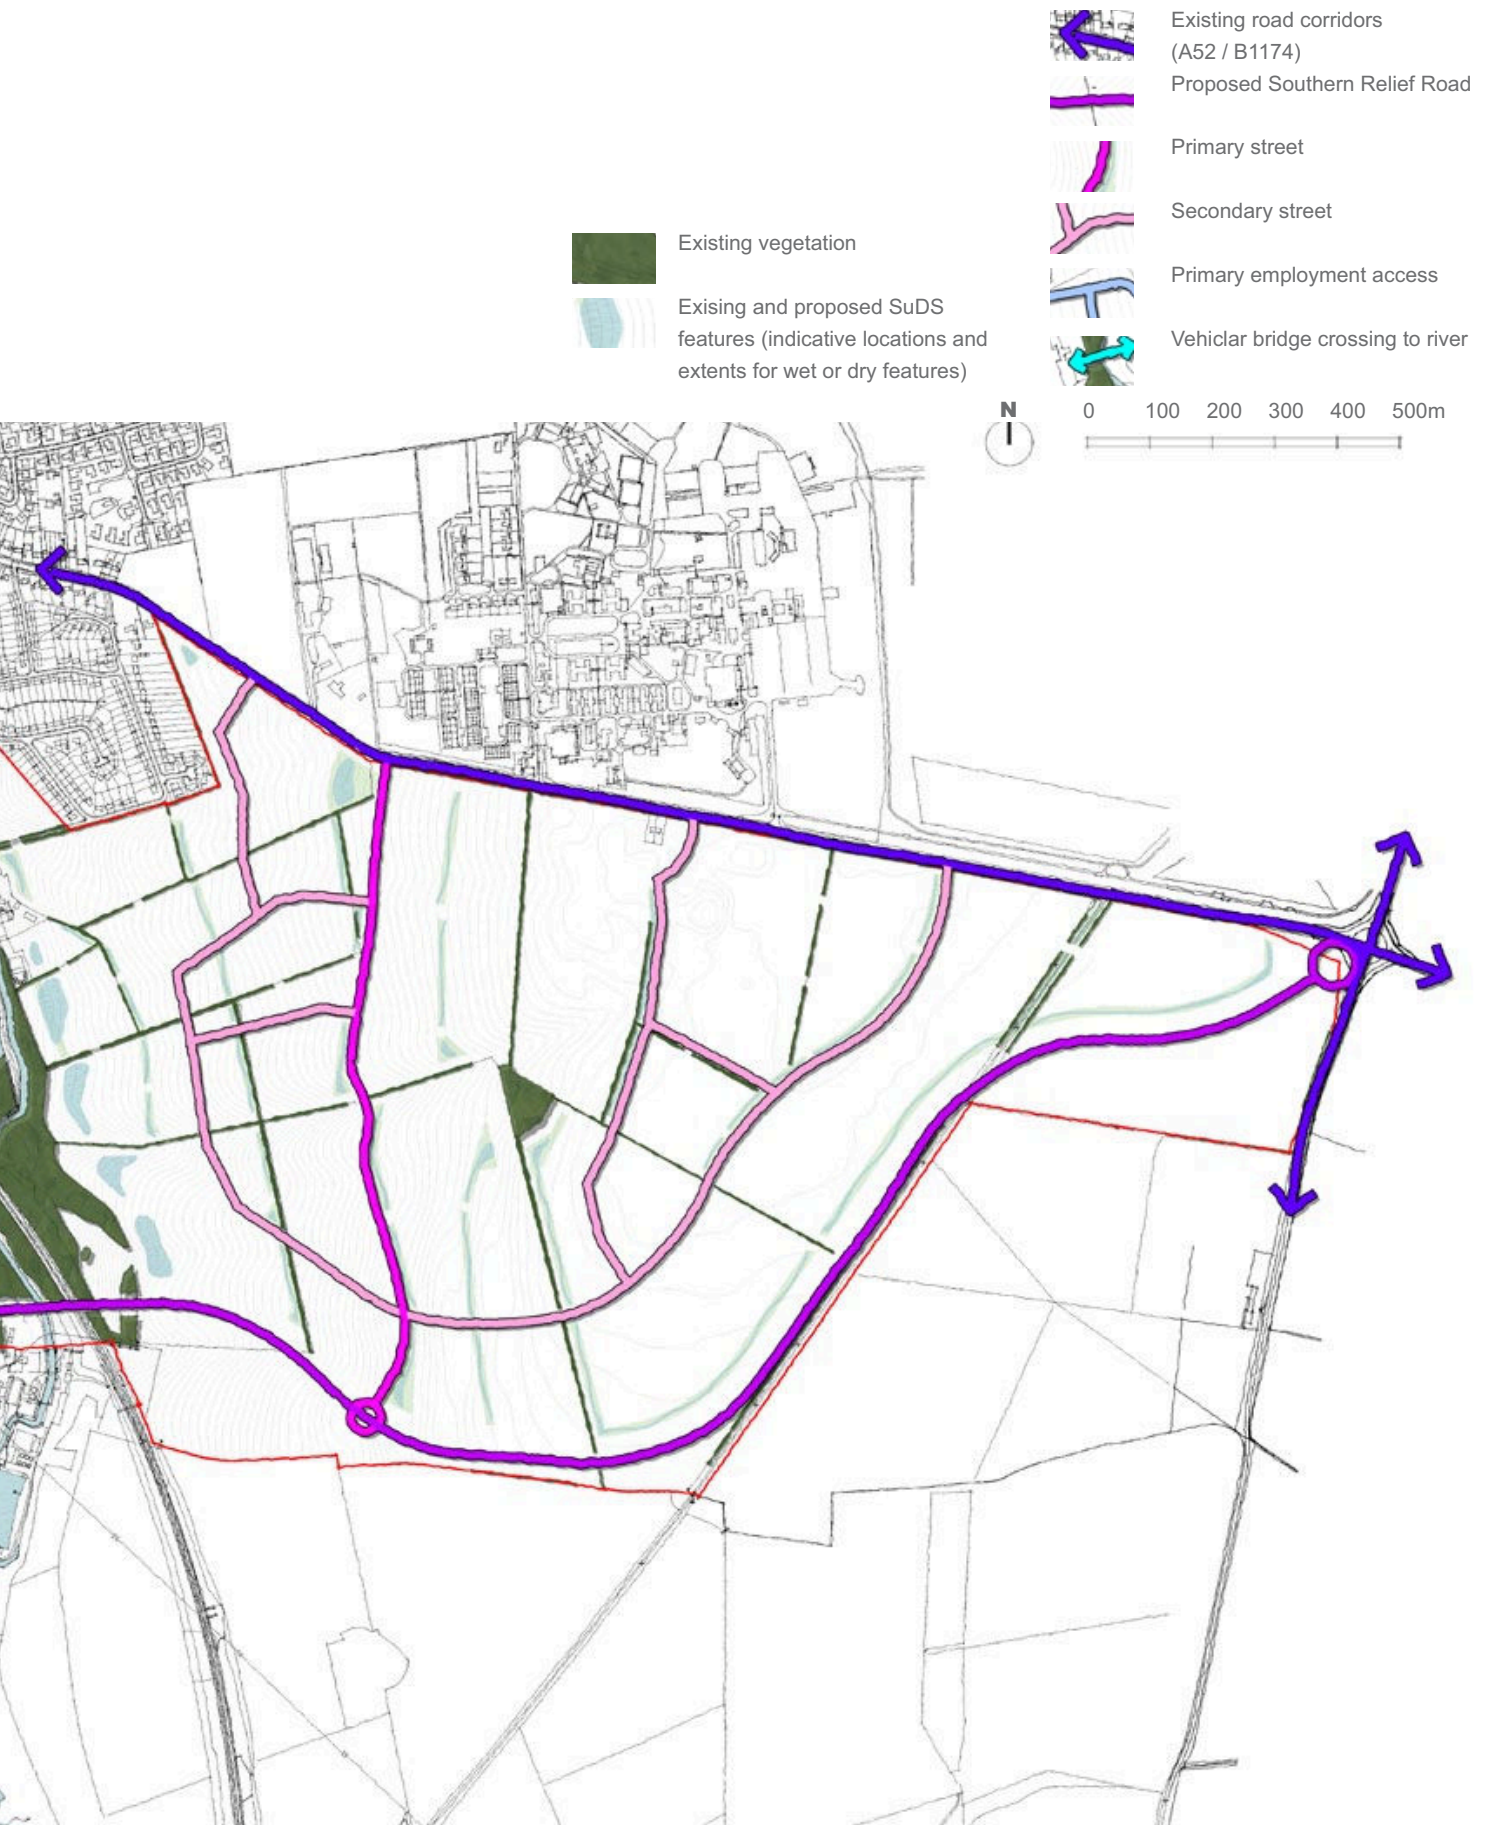 Existing road corridors
(A52 / B1174)
Proposed Southern Relief Road
Primary street
Secondary street
Primary employment access
Vehiclar bridge crossing to river
Existing vegetation
Exising and proposed SuDS
features (indicative locations and
extents for wet or dry features)
N
0 100 200 300 400 500m